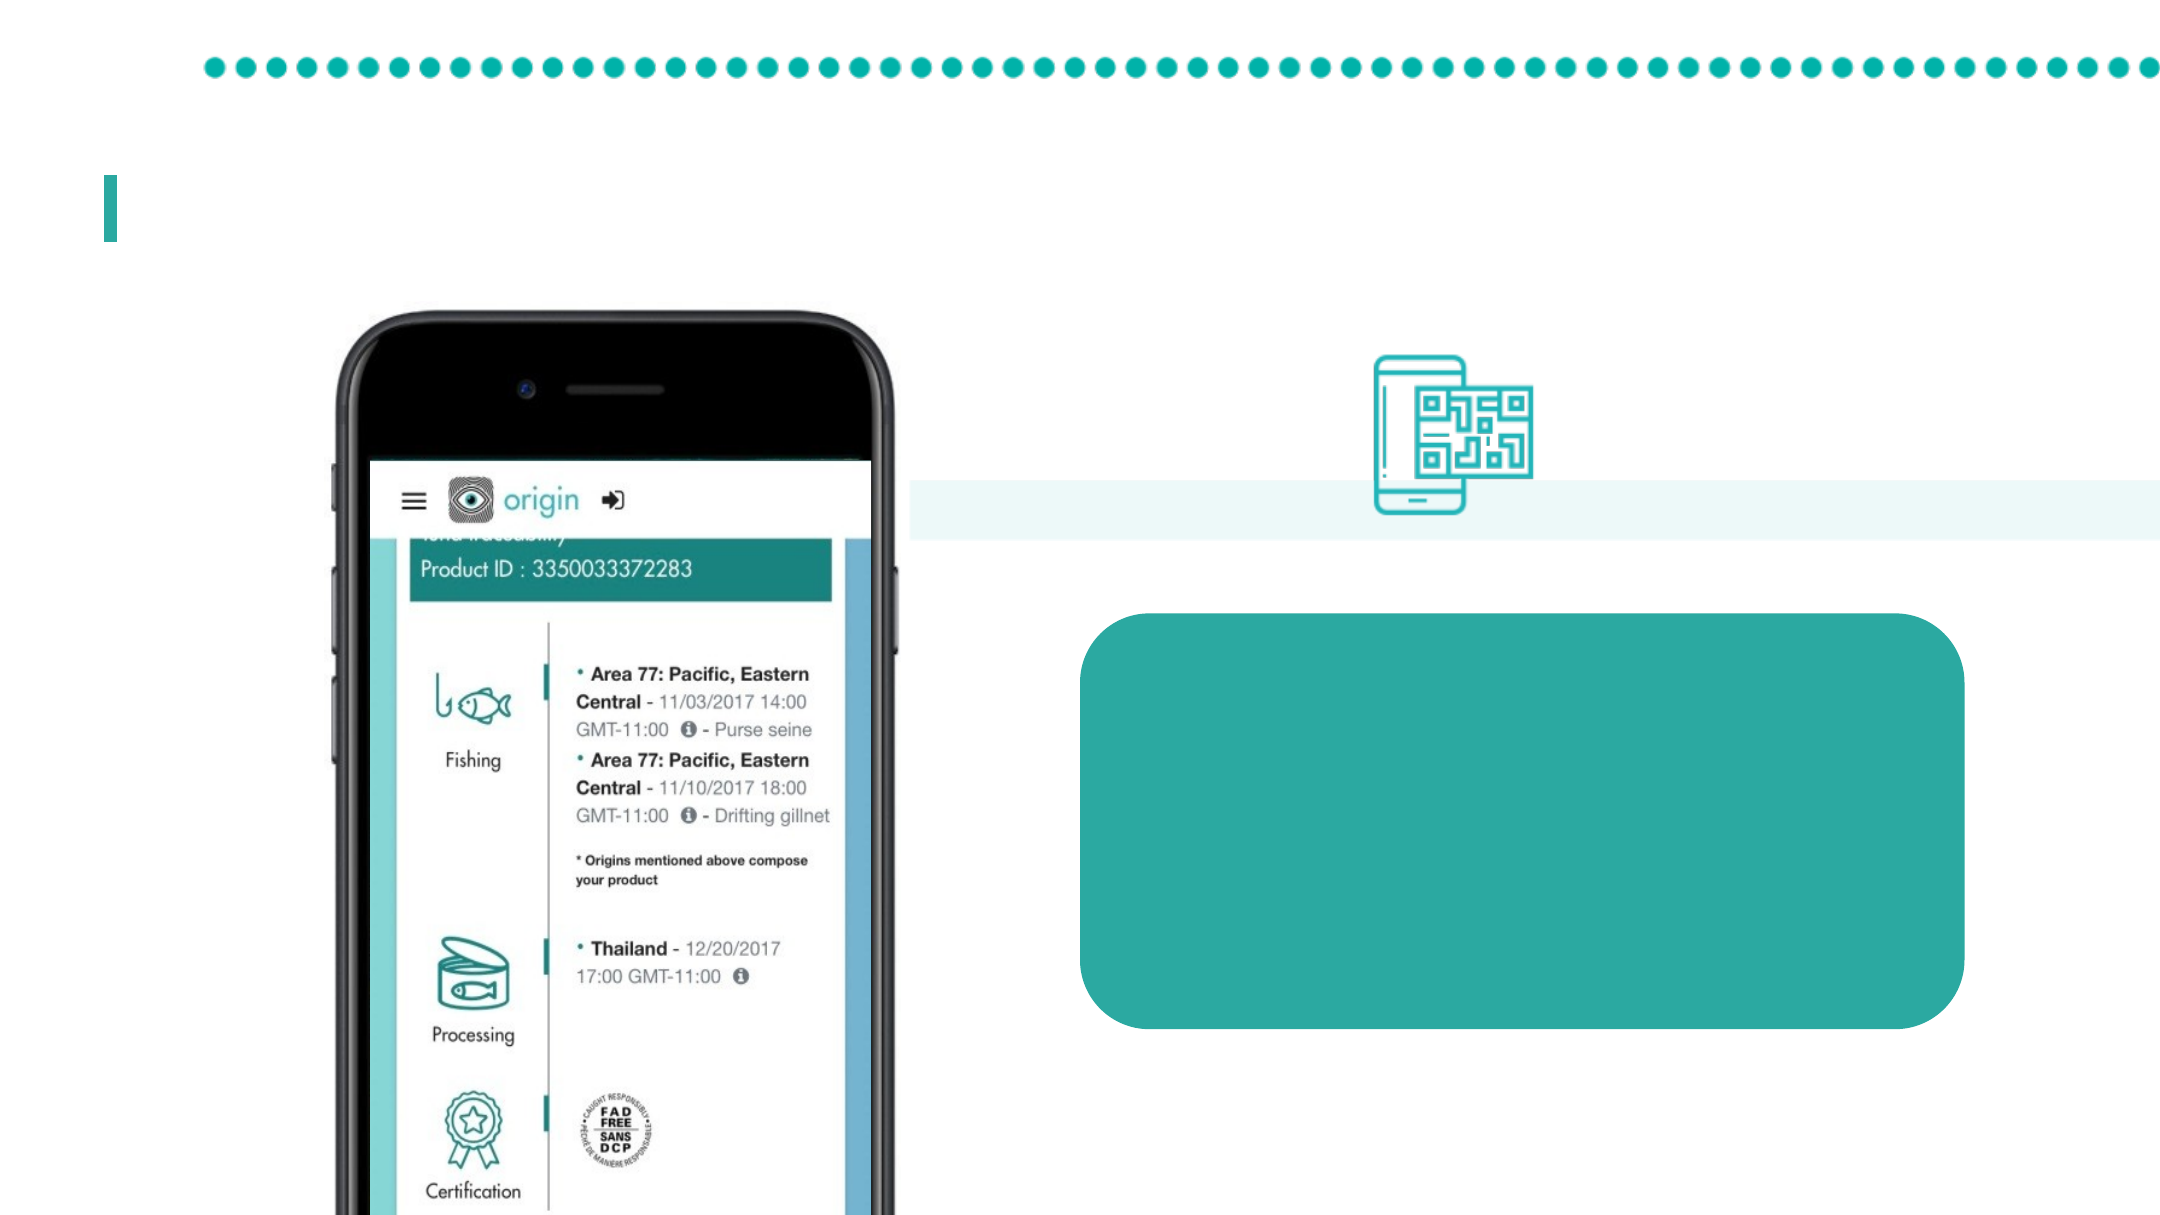 origin
Product ID : 3350033372283
• Area 77: Pacific, Eastern
Central - 11/03/2017 14:00
GMT-11:00 - Purse seine
Fishing
• Area 77: Pacific, Eastern
Central - 11/10/2017 18:00
GMT-11:00 - Drifting gillnet
* Origins mentioned above compose
your product
• Thailand - 12/20/2017
17:00 GMT-11:00
Processing
• CAUGHT RESPONSIBLY •
FAD
FREE
SANS
DCP
PÊCHÉ DE MANIÈRE RESPONSABLE
Certification